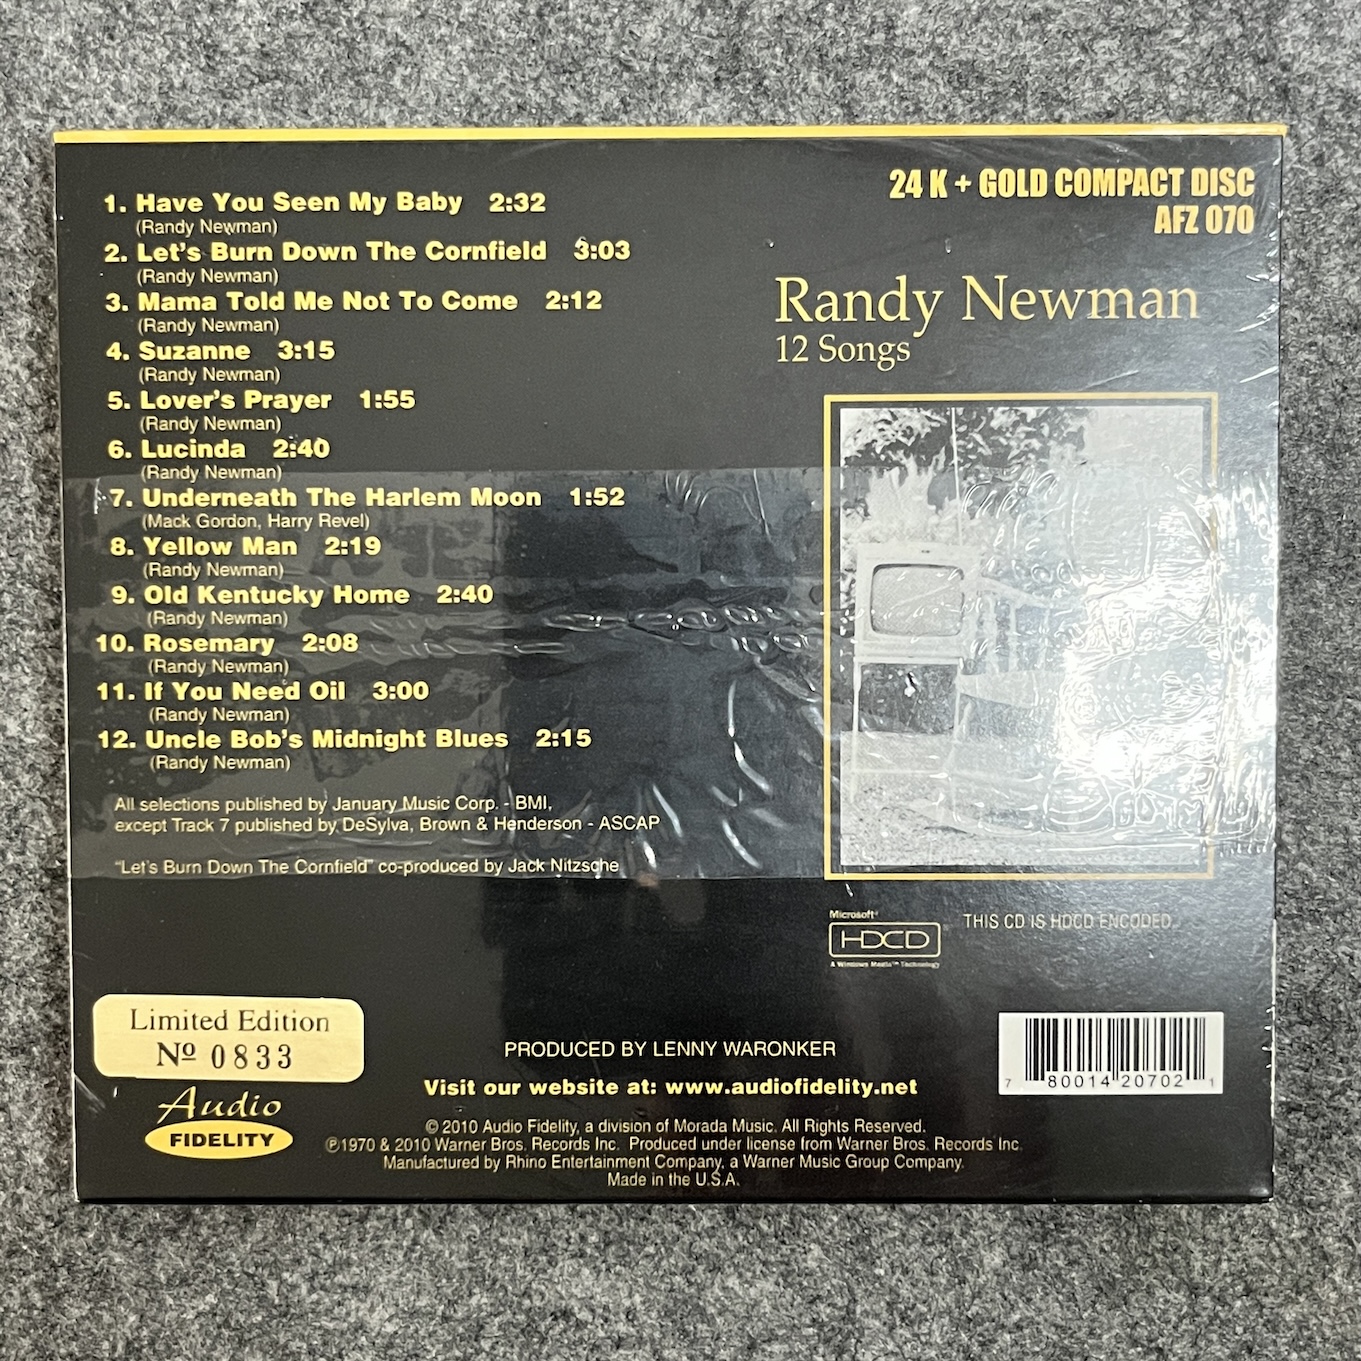 24 K + GOLD COMPACT DISC
AFZ 070
Randy Newman
12 Songs
1. Have You Seen My Baby 2:32
(Randy Newman)
2. Let's Burn Down The Cornfield 3:03
(Randy Newman)
3. Mama Told Me Not To Come 2:12
(Randy Newman)
4. Suzanne 3:15
(Randy Newman)
5. Lover's Prayer 1:55
(Randy Newman)
6. Lucinda 2:40
(Randy Newman)
7. Underneath The Harlem Moon 1:52
(Mack Gordon, Harry Revel)
8. Yellow Man 2:19
(Randy Newman)
9. Old Kentucky Home 2:40
(Randy Newman)
10. Rosemary 2:08
(Randy Newman)
11. If You Need Oil 3:00
(Randy Newman)
12. Uncle Bob's Midnight Blues 2:15
(Randy Newman)
All selections published by January Music Corp. - BMI,
except Track 7 published by DeSylva, Brown & Henderson - ASCAP
"Let's Burn Down The Cornfield" co-produced by Jack Nitzsche
Microsoft®
HDCD
A Windows Media™ Technology
THIS CD IS HDCD ENCODED.
Limited Edition
Nº 0833
Audio
FIDELITY
PRODUCED BY LENNY WARONKER
Visit our website at: www.audiofidelity.net
© 2010 Audio Fidelity, a division of Morada Music. All Rights Reserved.
℗1970 & 2010 Warner Bros. Records Inc. Produced under license from Warner Bros. Records Inc.
Manufactured by Rhino Entertainment Company, a Warner Music Group Company.
Made in the U.S.A.
7 80014 20702 1